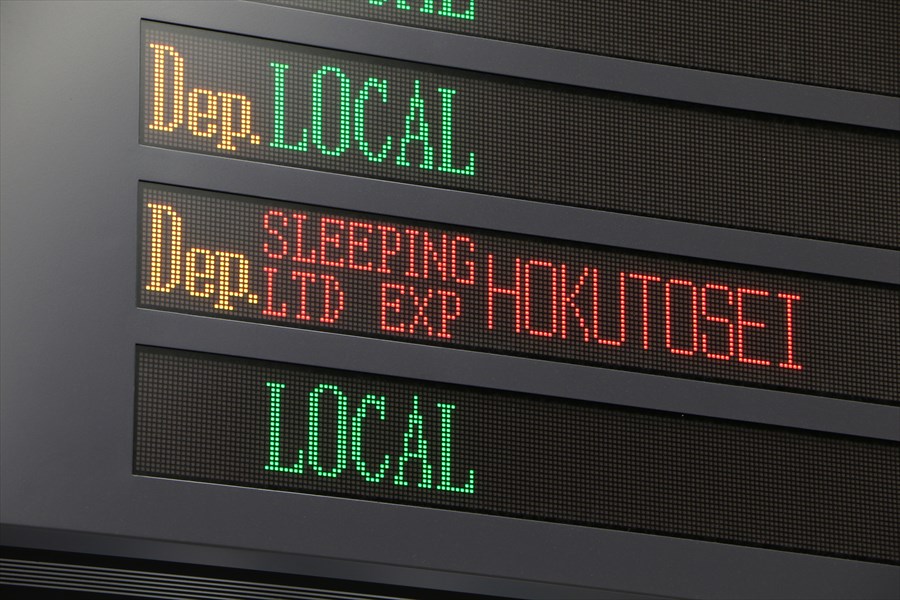 Dep. LOCAL
Dep. SLEEPING LTD EXP HOKUTOSEI
LOCAL